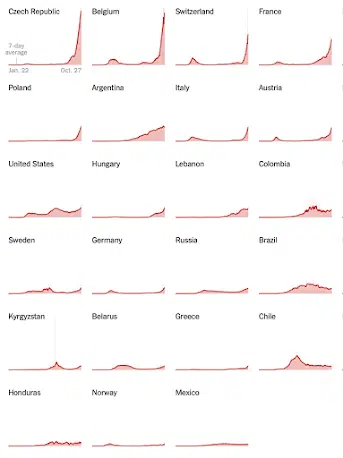 Czech Republic
Belgium
Switzerland
France
7-day
average
Jan. 22
Oct. 27
Poland
Argentina
Italy
Austria
United States
Hungary
Lebanon
Colombia
Sweden
Germany
Russia
Brazil
Kyrgyzstan
Belarus
Greece
Chile
Honduras
Norway
Mexico